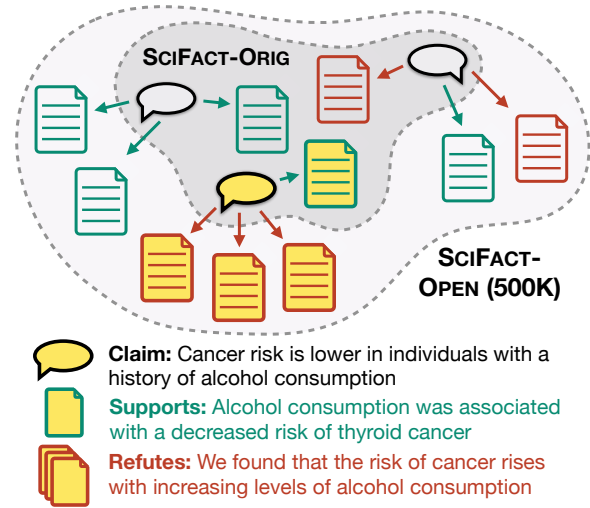 SCIFACT-ORIG
SCIFACT-
OPEN (500K)
Claim: Cancer risk is lower in individuals with a
history of alcohol consumption
Supports: Alcohol consumption was associated
with a decreased risk of thyroid cancer
Refutes: We found that the risk of cancer rises
with increasing levels of alcohol consumption